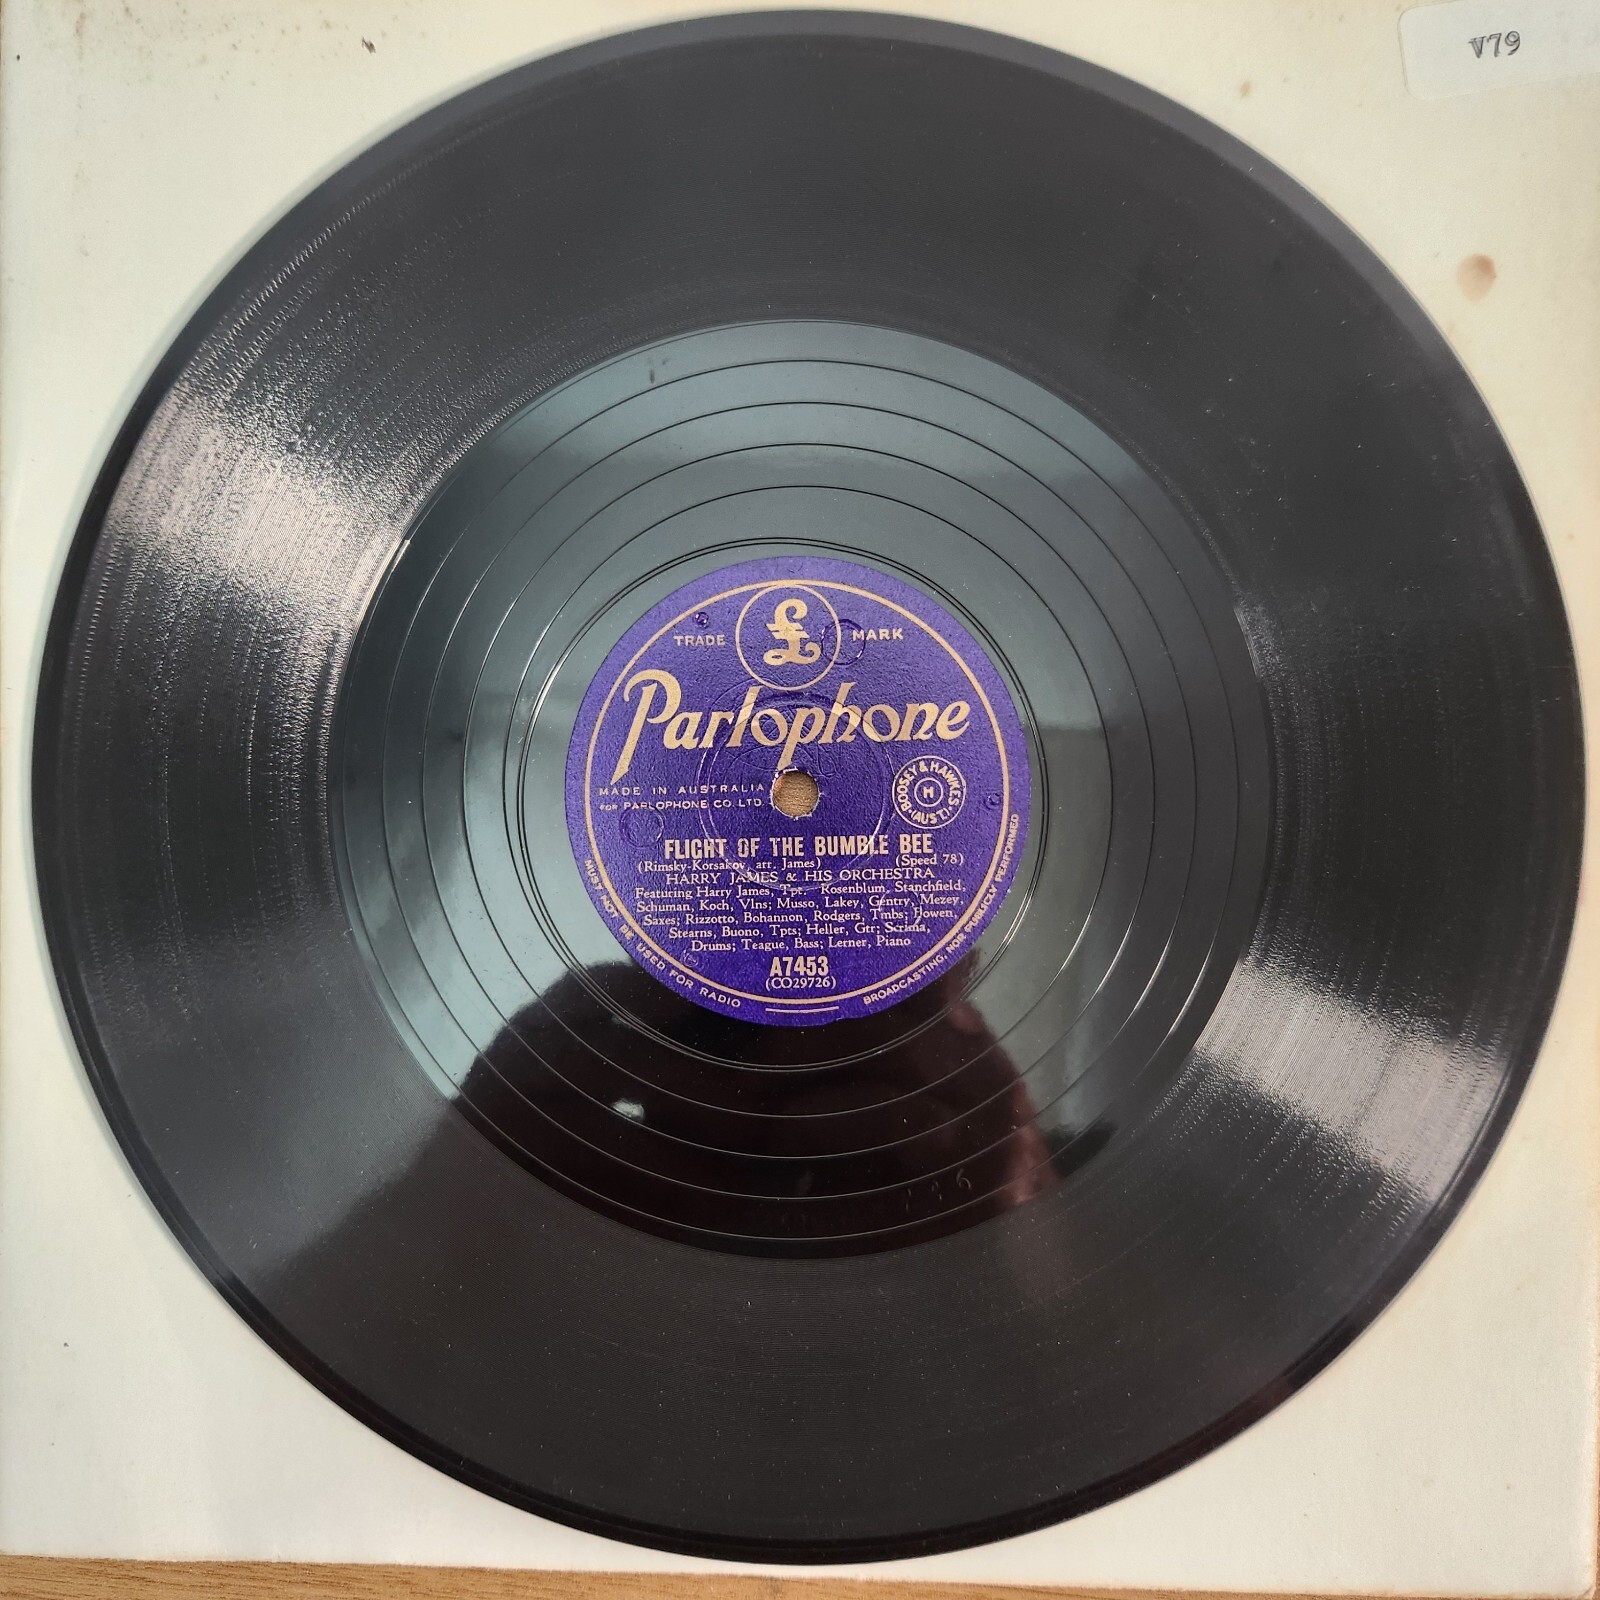 V79
TRADE MARK
£
Parlophone
MADE IN AUSTRALIA
FOR PARLOPHONE CO. LTD.
BOOSEY & HAWKES
H
AUST.
FLIGHT OF THE BUMBLE BEE
(Rimsky-Korsakov, arr. James) (Speed 78)
HARRY JAMES & HIS ORCHESTRA
Featuring Harry James, Tpt, Rosenblum, Stanchfield,
Schuman, Koch, Vlns; Musso, Lakey, Gentry, Mezey,
Saxes; Rizzotto, Bohannon, Rodgers, Tmbs; Bowen,
Stearns, Buono, Tpts; Heller, Gtr; Scrima,
Drums; Teague, Bass; Lerner, Piano
A7453
(CO29726)
MUST NOT BE USED FOR RADIO BROADCASTING, NOR PUBLICLY PERFORMED